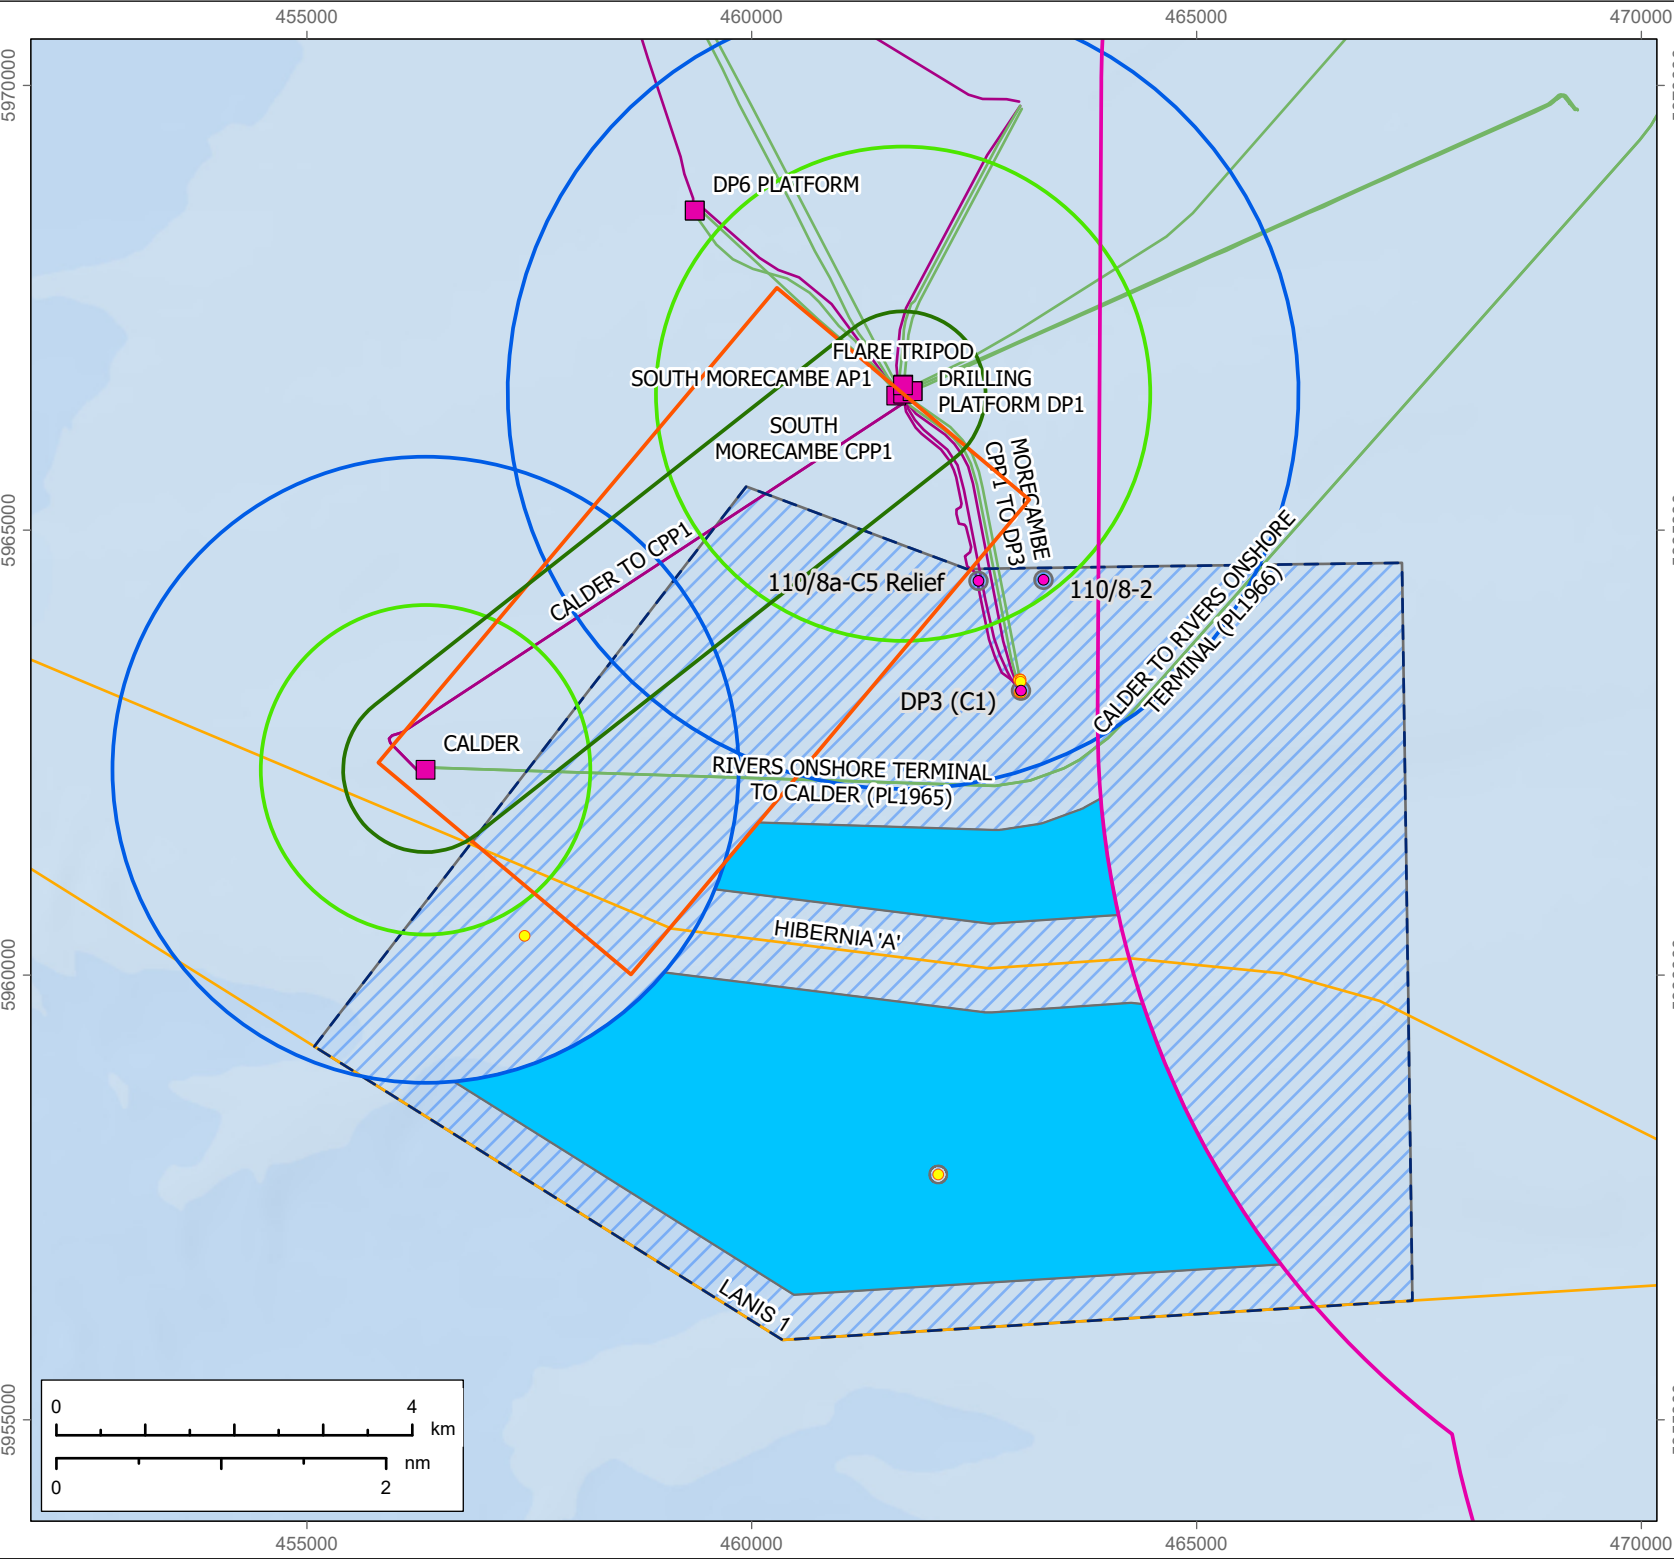 455000
460000
465000
470000
5970000
DP6 PLATFORM
FLARE TRIPOD
SOUTH MORECAMBE AP1
DRILLING
PLATFORM DP1
SOUTH
MORECAMBE CPP1
MORECAMBE
CPP1 TO DP3
5965000
CALDER TO CPP1
110/8a-C5 Relief
110/8-2
CALDER TO RIVERS ONSHORE
TERMINAL (PL1966)
DP3 (C1)
CALDER
RIVERS ONSHORE TERMINAL
TO CALDER (PL1965)
HIBERNIA 'A'
5960000
LANIS 1
5955000
0
4
km
nm
0
2
455000
460000
465000
470000